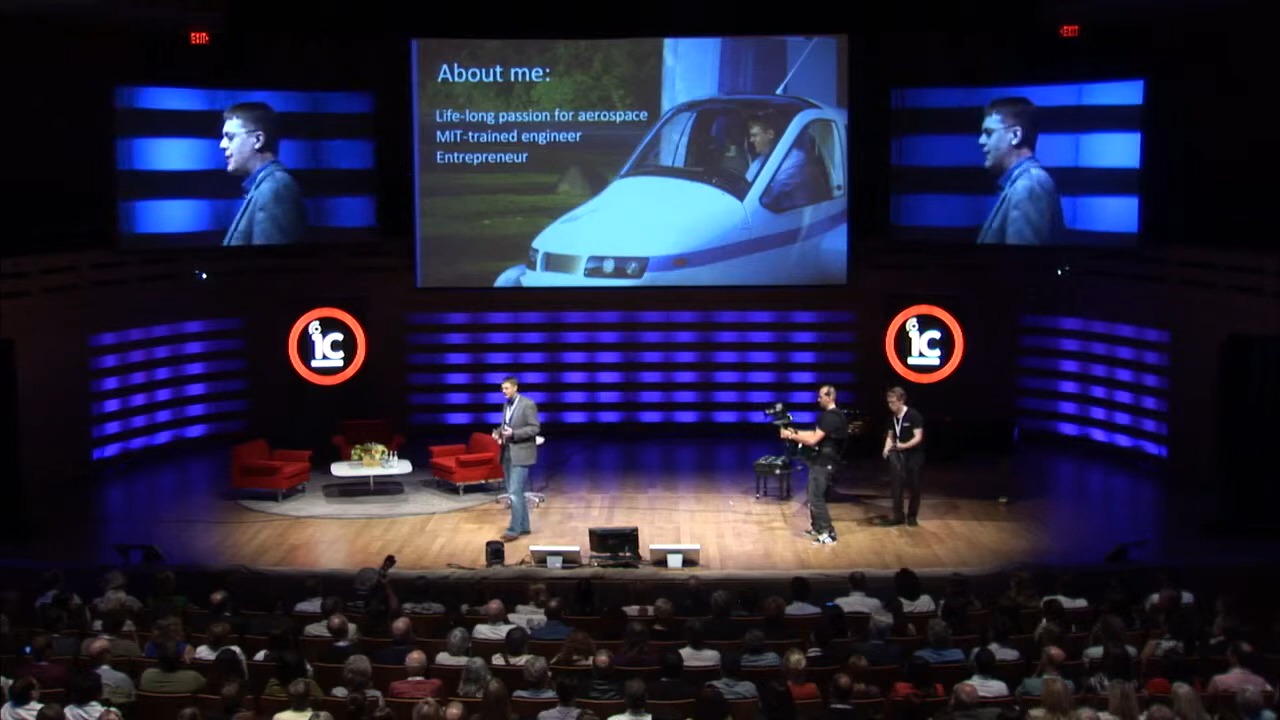 EXIT
EXIT
About me:
Life-long passion for aerospace
MIT-trained engineer
Entrepreneur
ic
ic